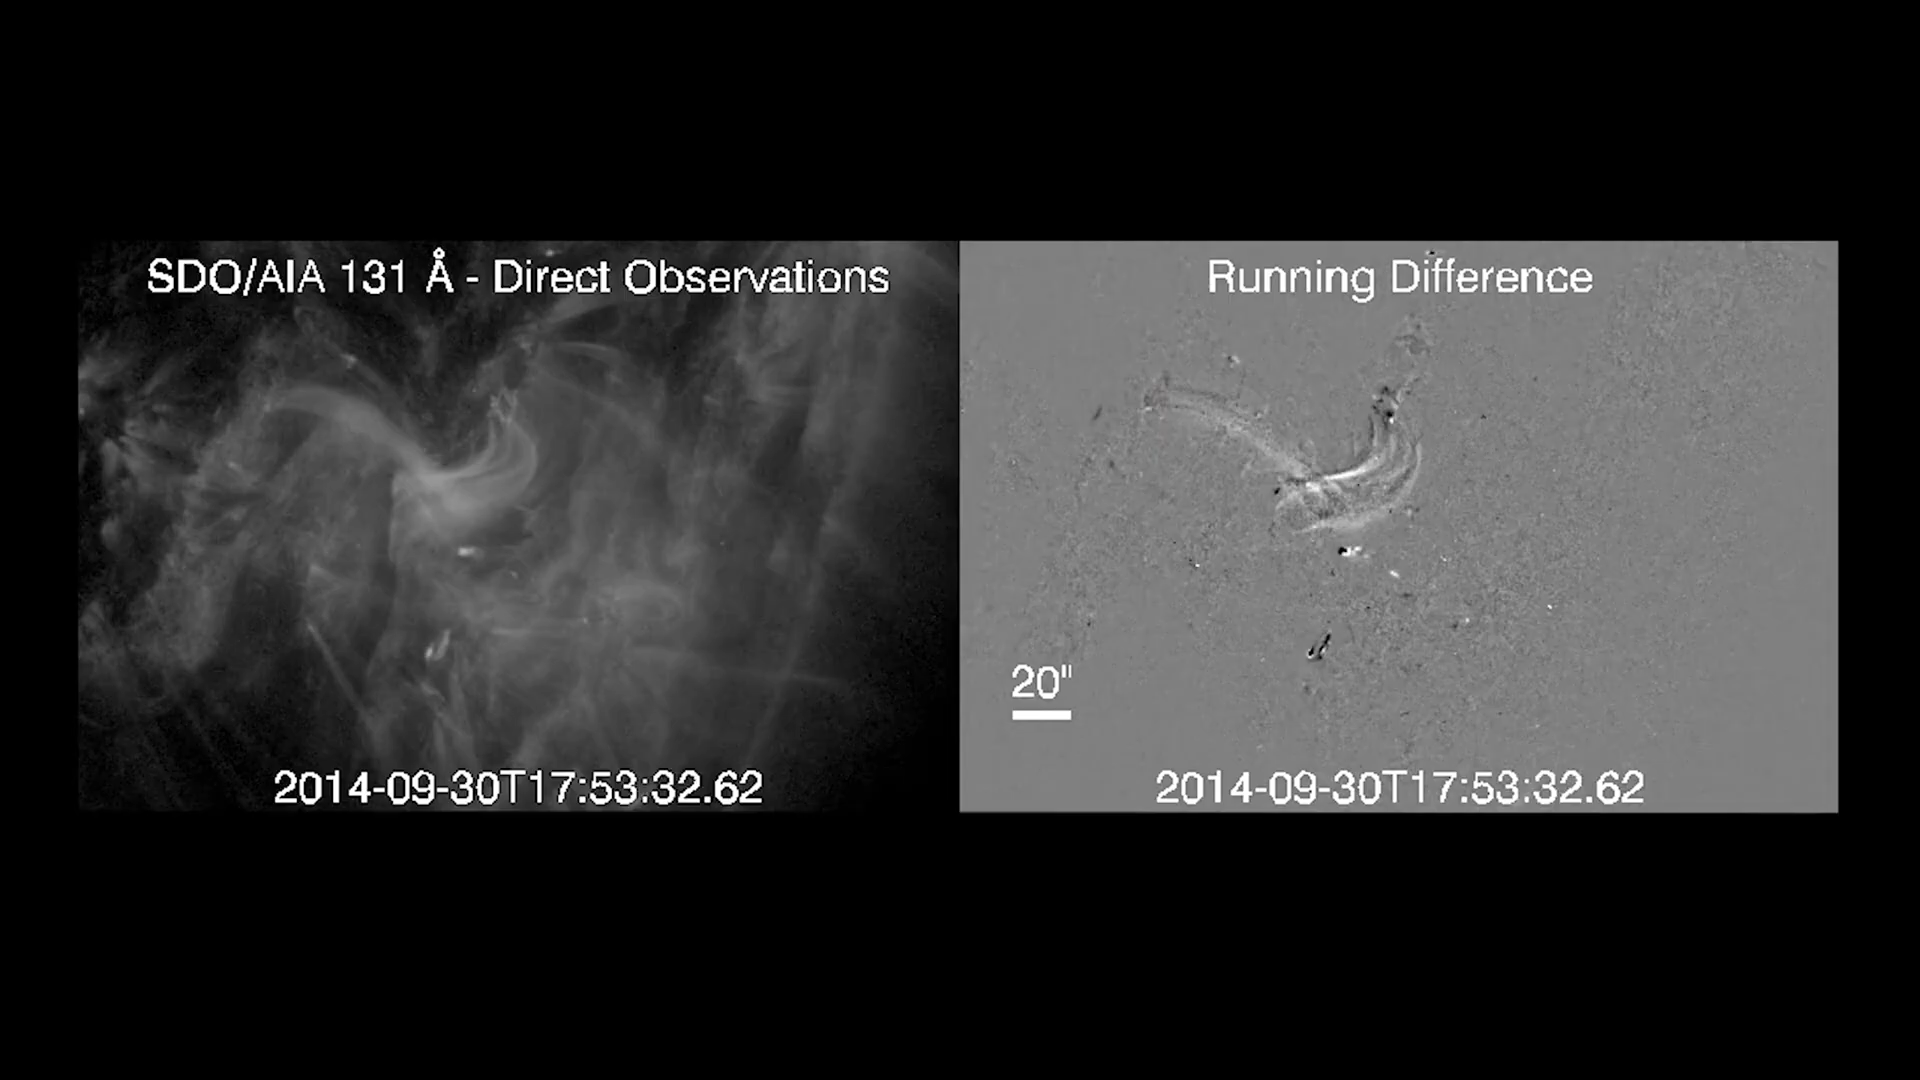 SDO/AIA 131 Å - Direct Observations
2014-09-30T17:53:32.62
Running Difference
20"
2014-09-30T17:53:32.62